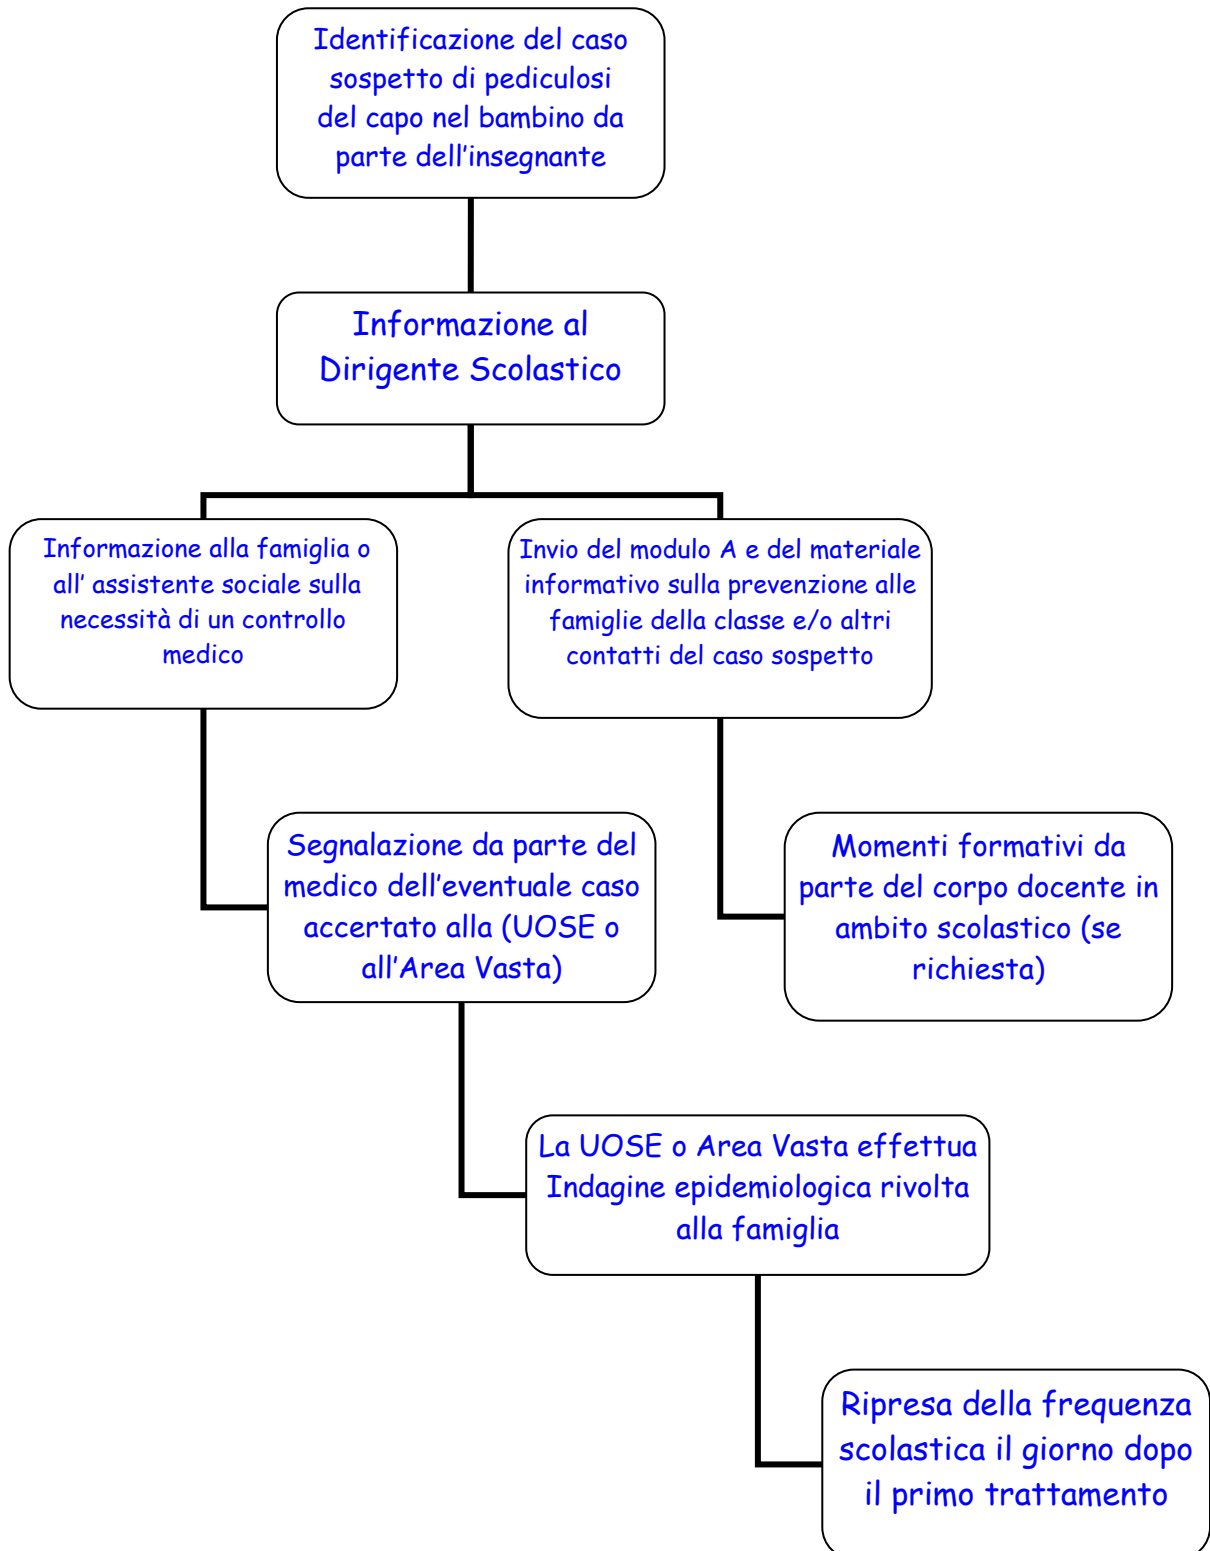 Identificazione del caso
sospetto di pediculosi
del capo nel bambino da
parte dell'insegnante
Informazione al
Dirigente Scolastico
Informazione alla famiglia o
all' assistente sociale sulla
necessità di un controllo
medico
Invio del modulo A e del materiale
informativo sulla prevenzione alle
famiglie della classe e/o altri
contatti del caso sospetto
Segnalazione da parte del
medico dell'eventuale caso
accertato alla (UOSE o
all'Area Vasta)
Momenti formativi da
parte del corpo docente in
ambito scolastico (se
richiesta)
La UOSE o Area Vasta effettua
Indagine epidemiologica rivolta
alla famiglia
Ripresa della frequenza
scolastica il giorno dopo
il primo trattamento